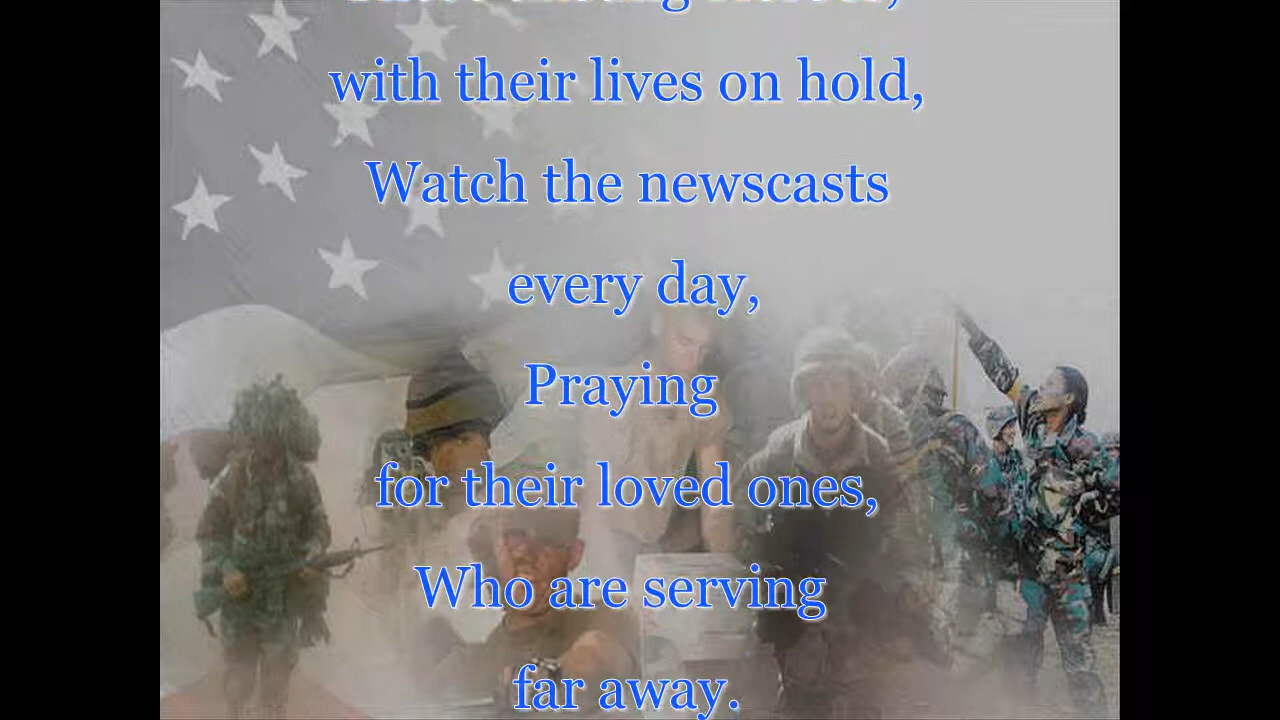 with their lives on hold,
Watch the newscasts
every day,
Praying
for their loved ones,
Who are serving
far away.